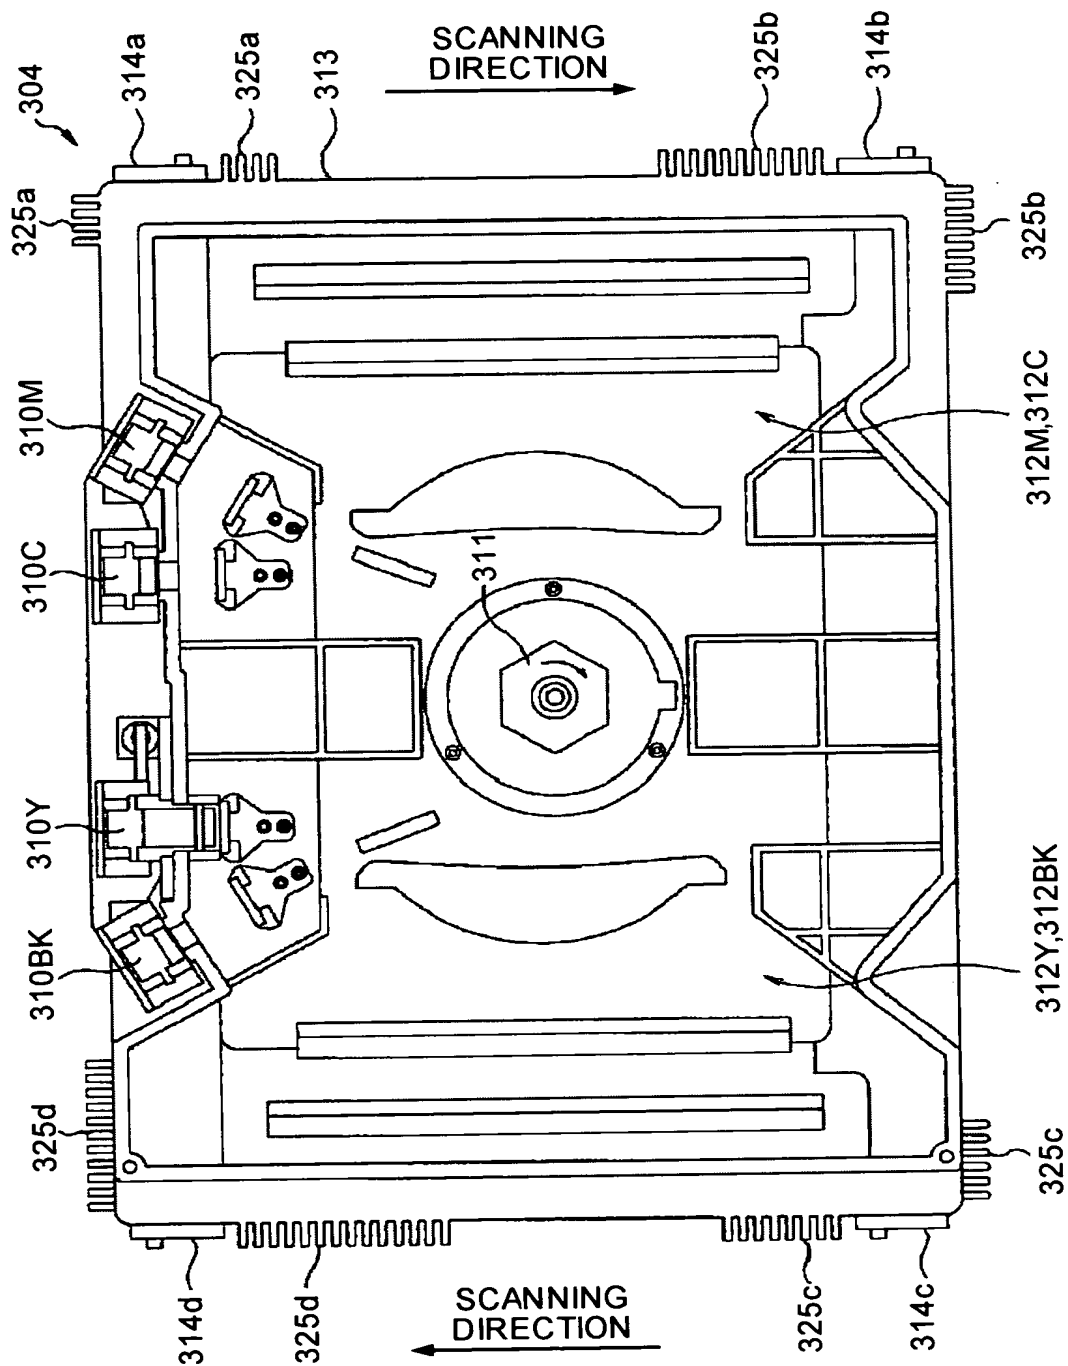 304
314a
325a
313
SCANNING
DIRECTION
325b
314b
325a
325b
310M
310C
310Y
310BK
311
312M,312C
312Y,312BK
325d
325c
314d
325d
SCANNING
DIRECTION
325c
314c